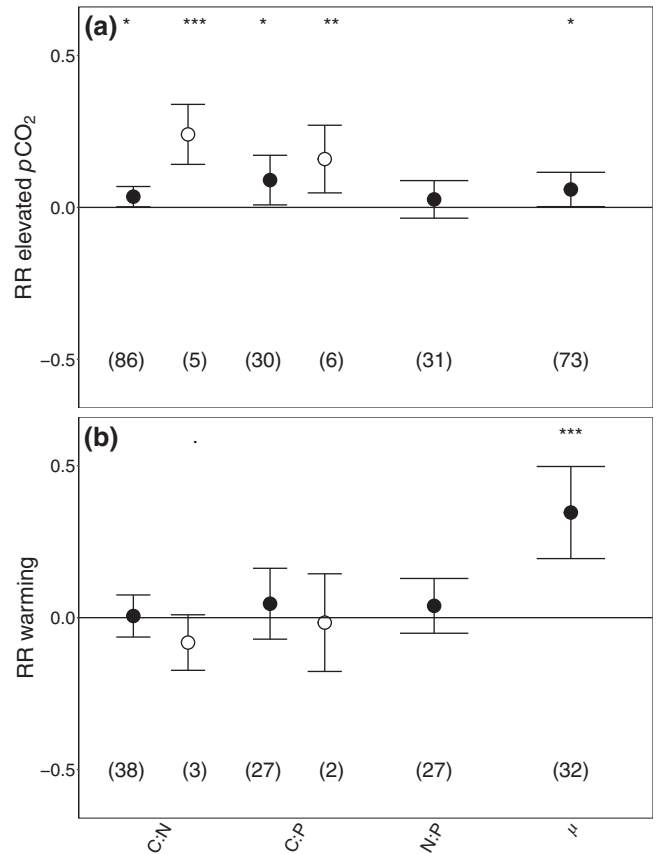 (a)
* *** * ** *
0.5
0.0
−0.5
RR elevated pCO₂
(86) (5) (30) (6) (31) (73)
(b)
. ***
0.5
0.0
−0.5
RR warming
(38) (3) (27) (2) (27) (32)
C:N C:P N:P μ